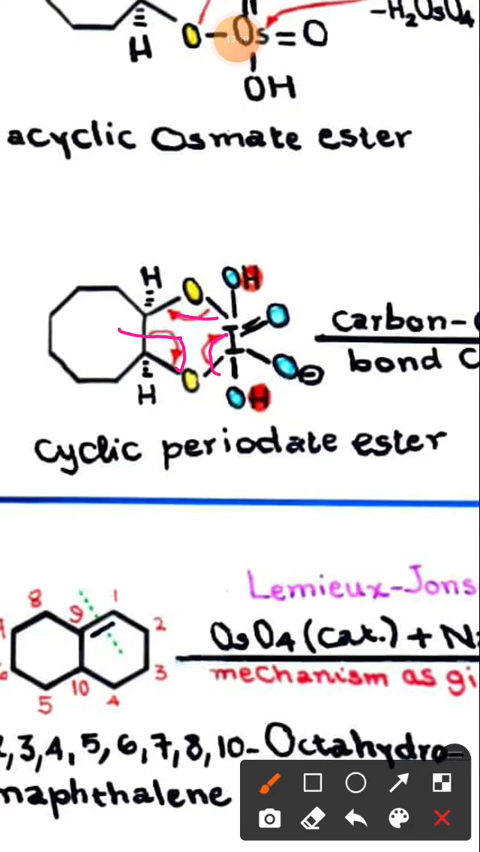 -H₂OsO₄
H O-Os=O
OH
acyclic Osmate ester
H O OH
O
carbon-
I
bond
O⊖
H O OH
cyclic periodate ester
Lemieux-Jons
8 9 1 2
OsO₄(cat.) + N
3
mechanism as gi
5 10 4
,3,4,5,6,7,8,10-Octahydro-
naphthalene